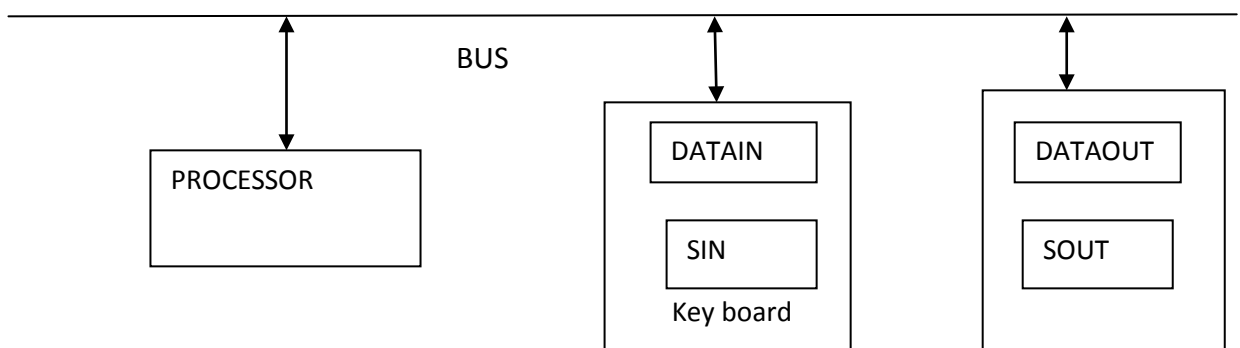 BUS
PROCESSOR
DATAIN
SIN
Key board
DATAOUT
SOUT